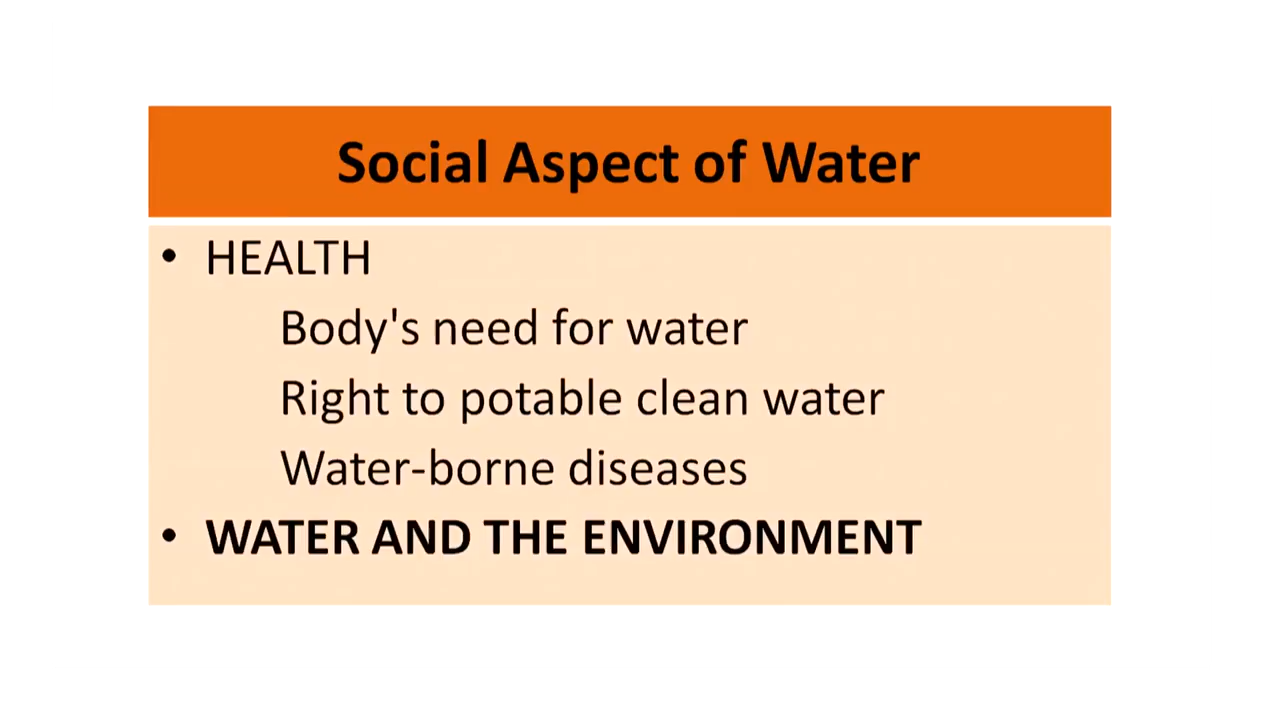 Social Aspect of Water
• HEALTH
Body's need for water
Right to potable clean water
Water-borne diseases
• WATER AND THE ENVIRONMENT